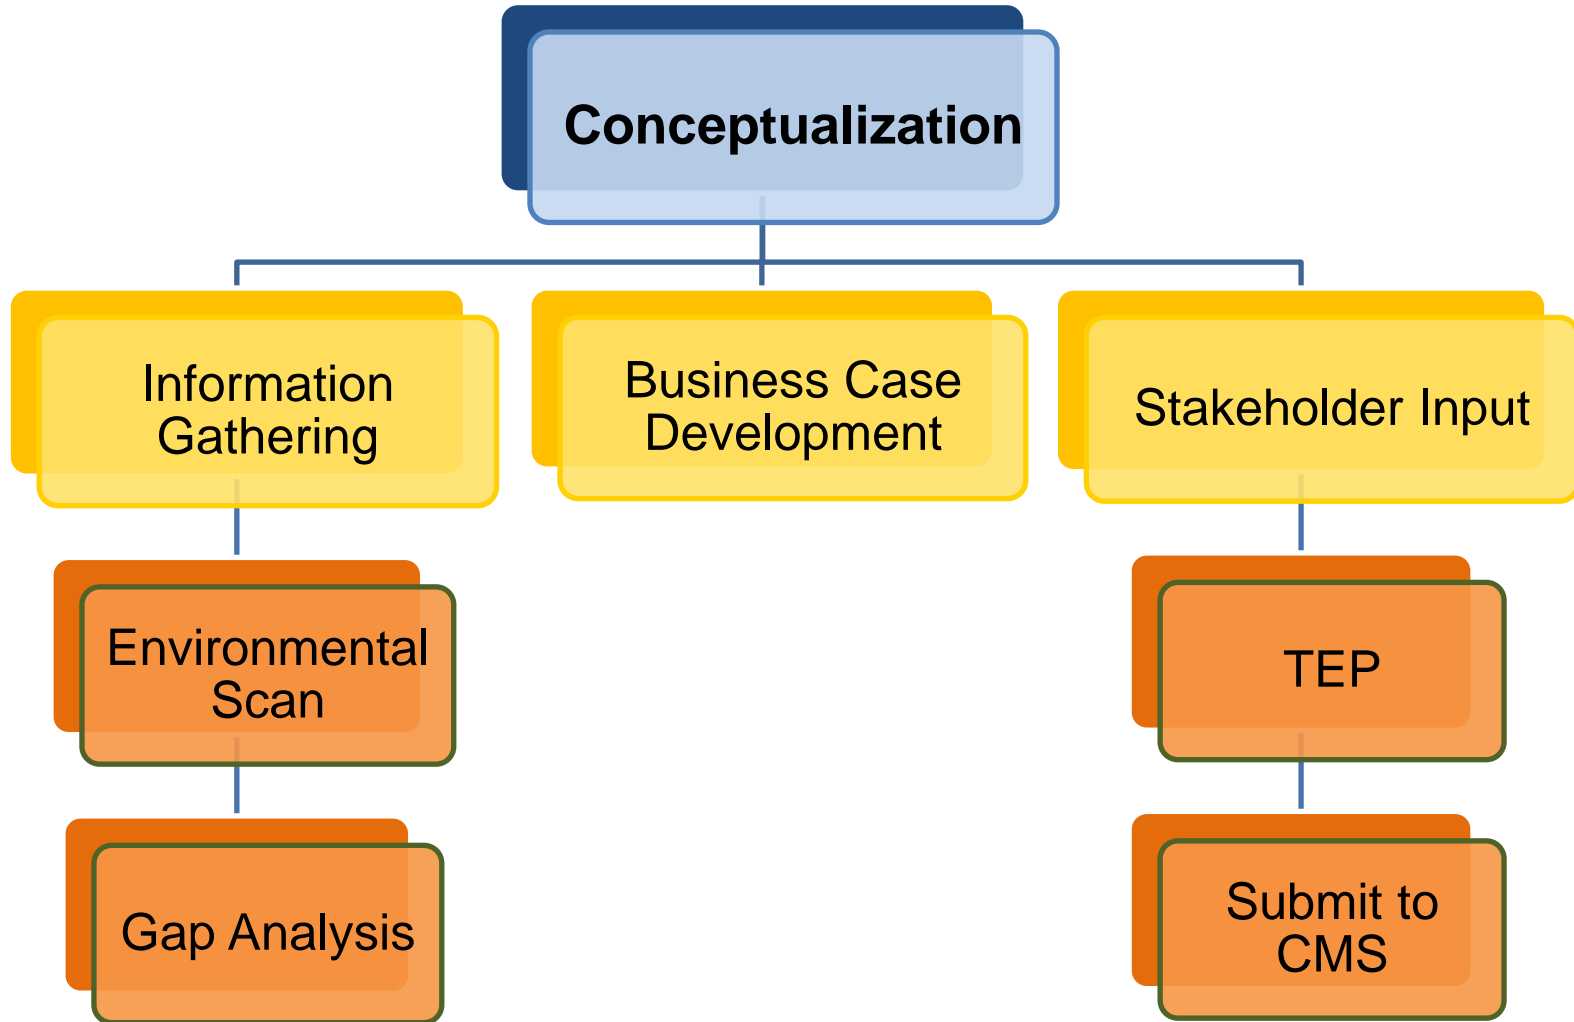 Conceptualization
Information
Gathering
Business Case
Development
Stakeholder Input
Environmental
Scan
TEP
Gap Analysis
Submit to
CMS